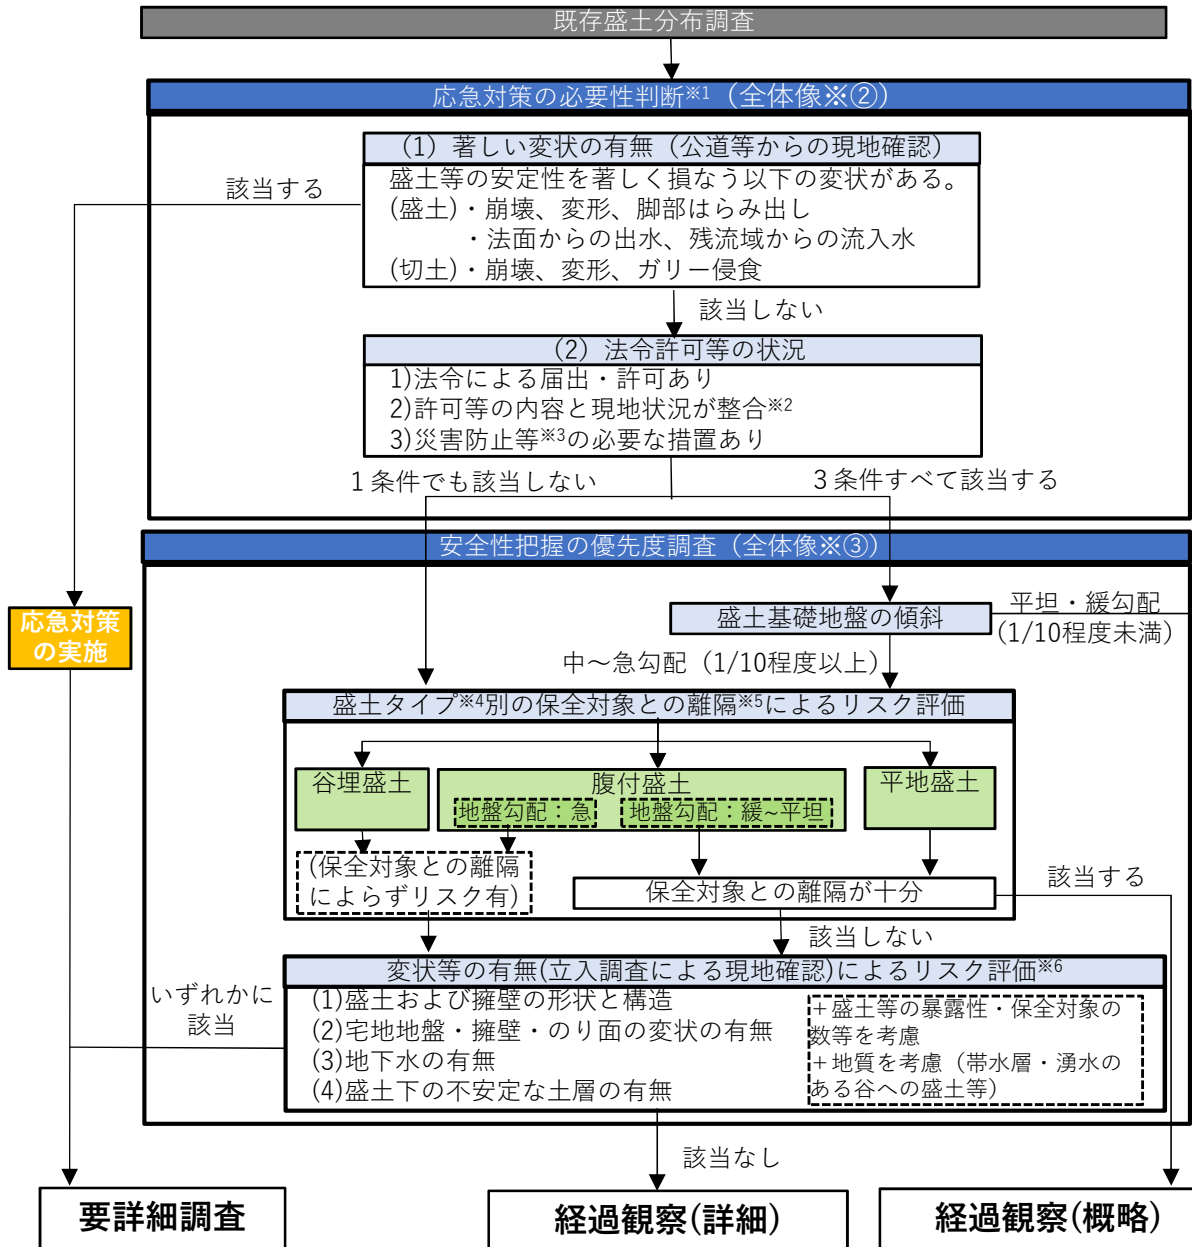 既存盛土分布調査
応急対策の必要性判断※1（全体像※②）
(1) 著しい変状の有無（公道等からの現地確認）
該当する
盛土等の安定性を著しく損なう以下の変状がある。
(盛土)・崩壊、変形、脚部はらみ出し
・法面からの出水、残流域からの流入水
(切土)・崩壊、変形、ガリー侵食
該当しない
(2) 法令許可等の状況
1)法令による届出・許可あり
2)許可等の内容と現地状況が整合※2
3)災害防止等※3の必要な措置あり
１条件でも該当しない
３条件すべて該当する
安全性把握の優先度調査（全体像※③）
応急対策
の実施
盛土基礎地盤の傾斜
平坦・緩勾配
(1/10程度未満)
中～急勾配（1/10程度以上）
盛土タイプ※4別の保全対象との離隔※5によるリスク評価
谷埋盛土
腹付盛土
平地盛土
地盤勾配：急
地盤勾配：緩~平坦
(保全対象との離隔
によらずリスク有)
保全対象との離隔が十分
該当する
該当しない
変状等の有無(立入調査による現地確認)によるリスク評価※6
いずれかに
該当
(1)盛土および擁壁の形状と構造
(2)宅地地盤・擁壁・のり面の変状の有無
(3)地下水の有無
(4)盛土下の不安定な土層の有無
＋盛土等の暴露性・保全対象の
数等を考慮
＋地質を考慮（帯水層・湧水の
ある谷への盛土等）
該当なし
要詳細調査
経過観察(詳細)
経過観察(概略)